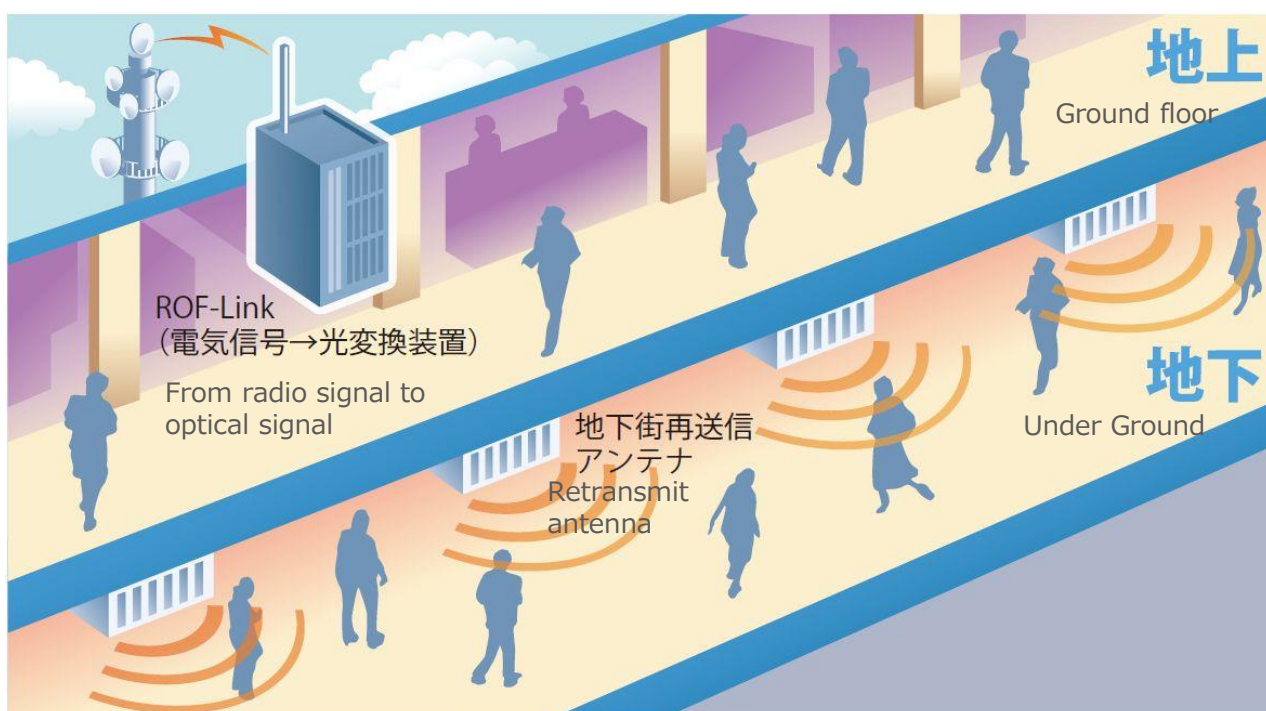 地上
Ground floor
ROF-Link
（電気信号→光変換装置）
From radio signal to
optical signal
地下
Under Ground
地下街再送信
アンテナ
Retransmit
antenna